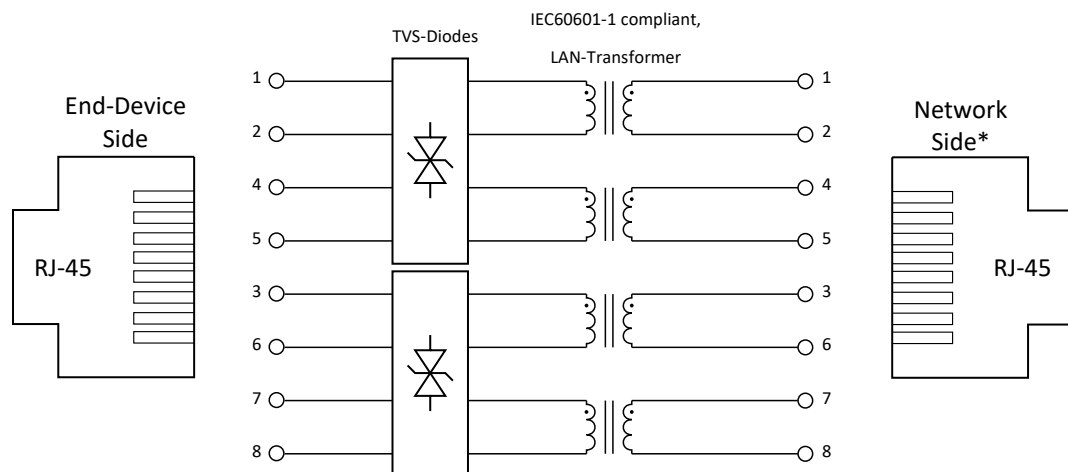 IEC60601-1 compliant,
TVS-Diodes
LAN-Transformer
1 1
End-Device
Side
Network
Side*
2 2
4 4
5 5
RJ-45 RJ-45
3 3
6 6
7 7
8 8